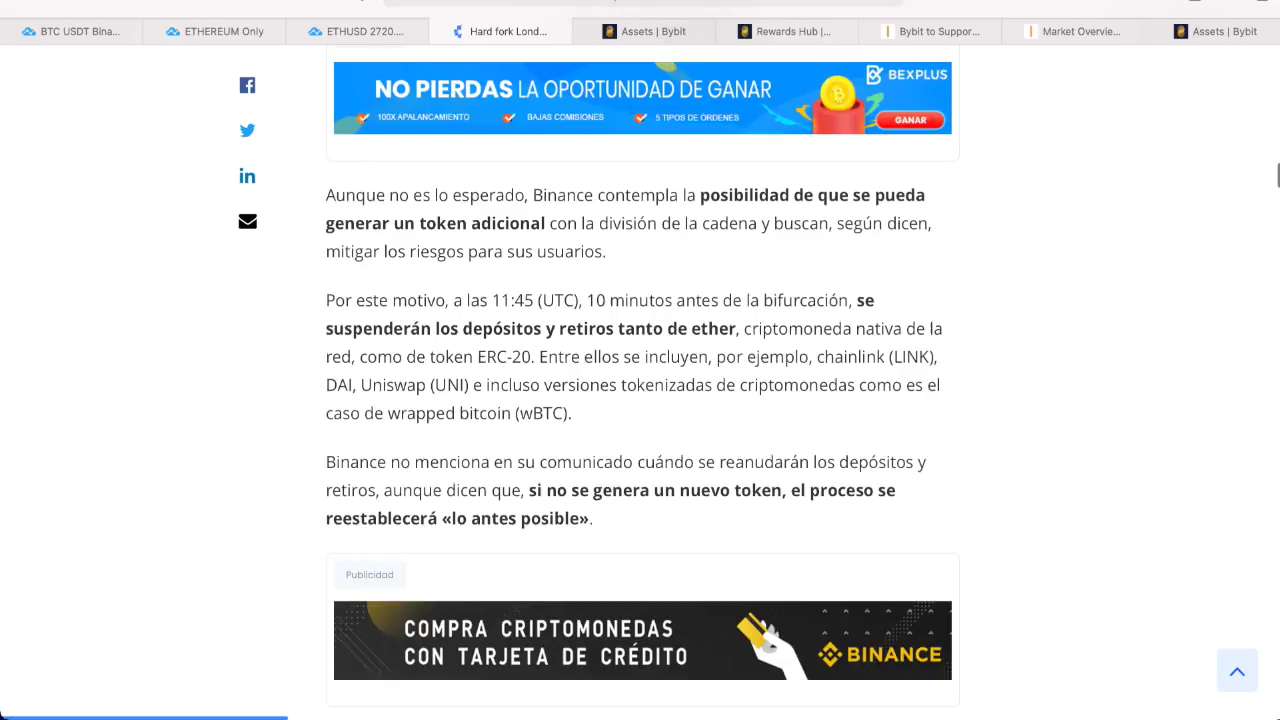 BTC USDT Bina...
ETHEREUM Only
ETHUSD 2720....
Hard fork Lond...
Assets | Bybit
Rewards Hub |...
Bybit to Suppor...
Market Overvie...
Assets | Bybit
NO PIERDAS LA OPORTUNIDAD DE GANAR
BEXPLUS
100X APALANCAMIENTO
BAJAS COMISIONES
5 TIPOS DE ÓRDENES
GANAR
Aunque no es lo esperado, Binance contempla la posibilidad de que se pueda
generar un token adicional con la división de la cadena y buscan, según dicen,
mitigar los riesgos para sus usuarios.
Por este motivo, a las 11:45 (UTC), 10 minutos antes de la bifurcación, se
suspenderán los depósitos y retiros tanto de ether, criptomoneda nativa de la
red, como de token ERC-20. Entre ellos se incluyen, por ejemplo, chainlink (LINK),
DAI, Uniswap (UNI) e incluso versiones tokenizadas de criptomonedas como es el
caso de wrapped bitcoin (wBTC).
Binance no menciona en su comunicado cuándo se reanudarán los depósitos y
retiros, aunque dicen que, si no se genera un nuevo token, el proceso se
reestablecerá «lo antes posible».
Publicidad
COMPRA CRIPTOMONEDAS
CON TARJETA DE CRÉDITO
BINANCE